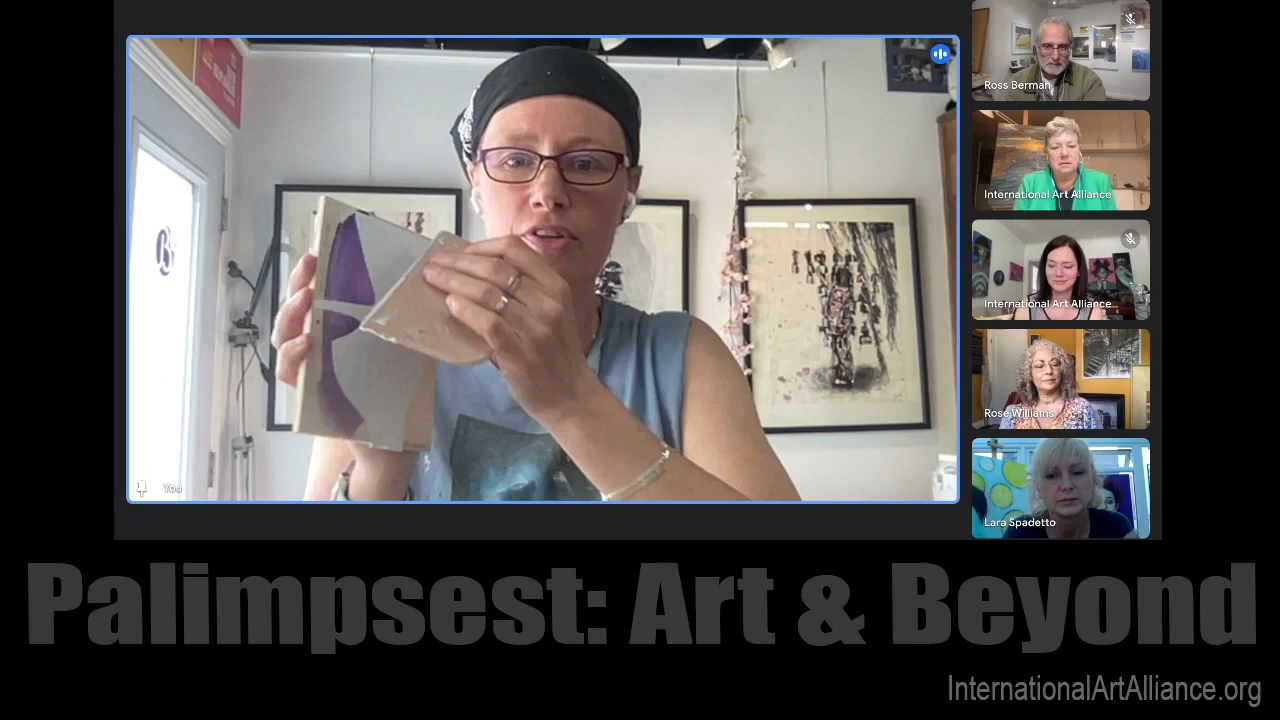 Ross Berman
International Art Alliance
International Art Alliance
Rose Williams
Lara Spadetto
You
Palimpsest: Art & Beyond
InternationalArtAlliance.org